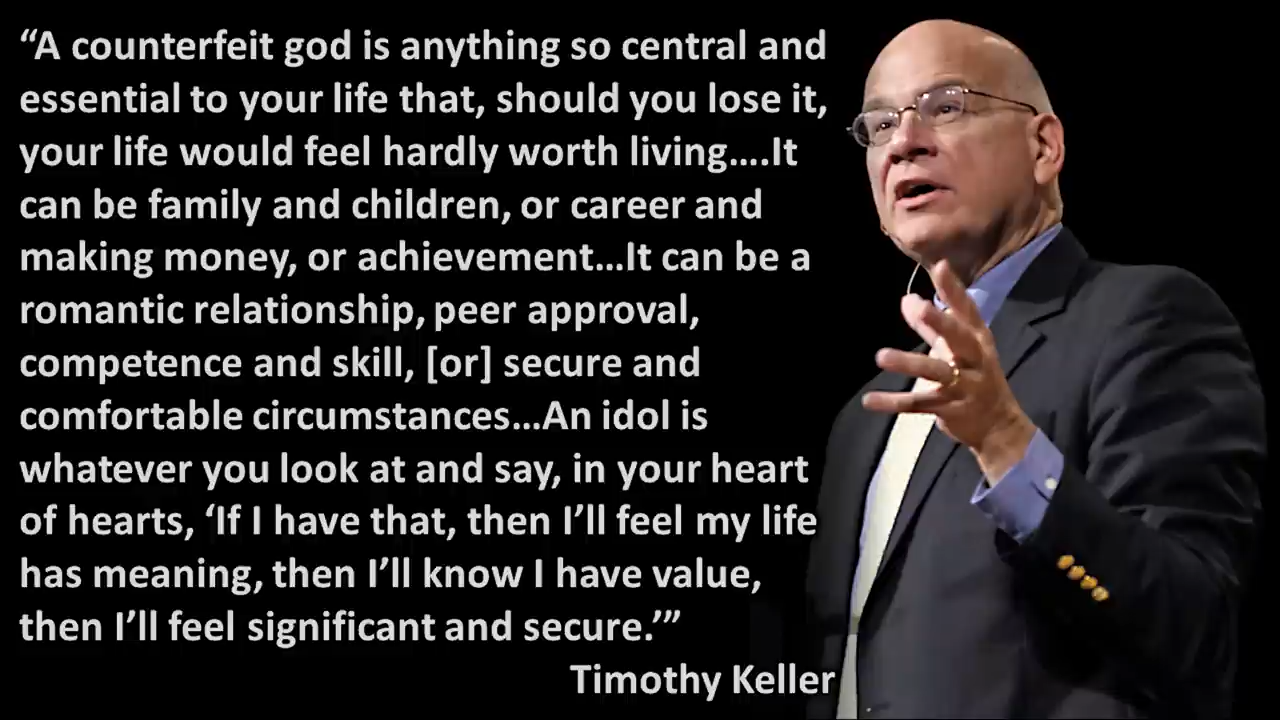 “A counterfeit god is anything so central and
essential to your life that, should you lose it,
your life would feel hardly worth living….It
can be family and children, or career and
making money, or achievement…It can be a
romantic relationship, peer approval,
competence and skill, [or] secure and
comfortable circumstances…An idol is
whatever you look at and say, in your heart
of hearts, ‘If I have that, then I’ll feel my life
has meaning, then I’ll know I have value,
then I’ll feel significant and secure.’”
Timothy Keller